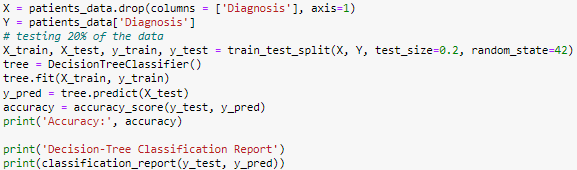 X = patients_data.drop(columns = ['Diagnosis'], axis=1)
Y = patients_data['Diagnosis']
# testing 20% of the data
X_train, X_test, y_train, y_test = train_test_split(X, Y, test_size=0.2, random_state=42)
tree = DecisionTreeClassifier()
tree.fit(X_train, y_train)
y_pred = tree.predict(X_test)
accuracy = accuracy_score(y_test, y_pred)
print('Accuracy:', accuracy)
print('Decision-Tree Classification Report')
print(classification_report(y_test, y_pred))